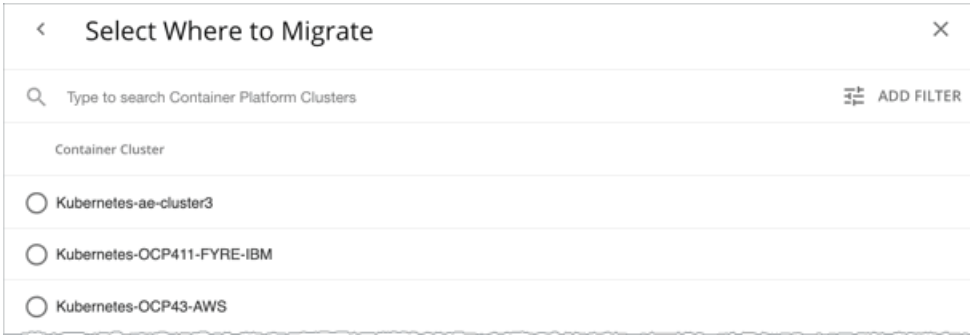 Select Where to Migrate
Type to search Container Platform Clusters
ADD FILTER
Container Cluster
Kubernetes-ae-cluster3
Kubernetes-OCP411-FYRE-IBM
Kubernetes-OCP43-AWS